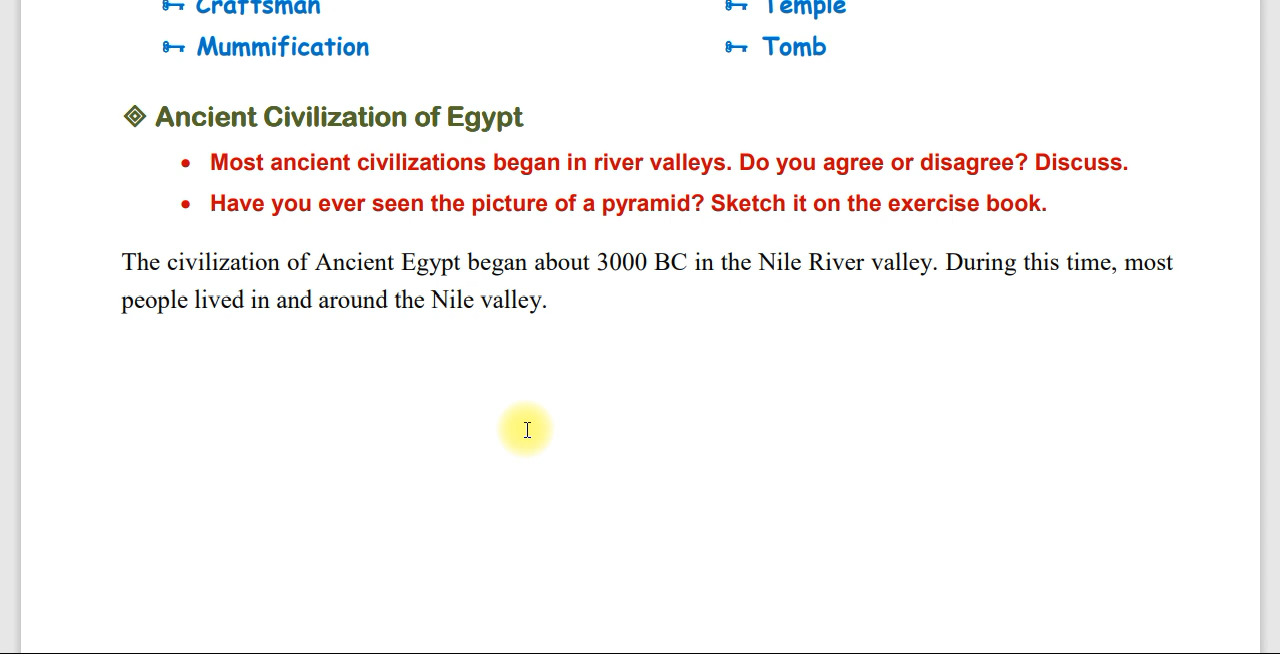 Craftsman
Temple
Mummification
Tomb
Ancient Civilization of Egypt
Most ancient civilizations began in river valleys. Do you agree or disagree? Discuss.
Have you ever seen the picture of a pyramid? Sketch it on the exercise book.
The civilization of Ancient Egypt began about 3000 BC in the Nile River valley. During this time, most
people lived in and around the Nile valley.